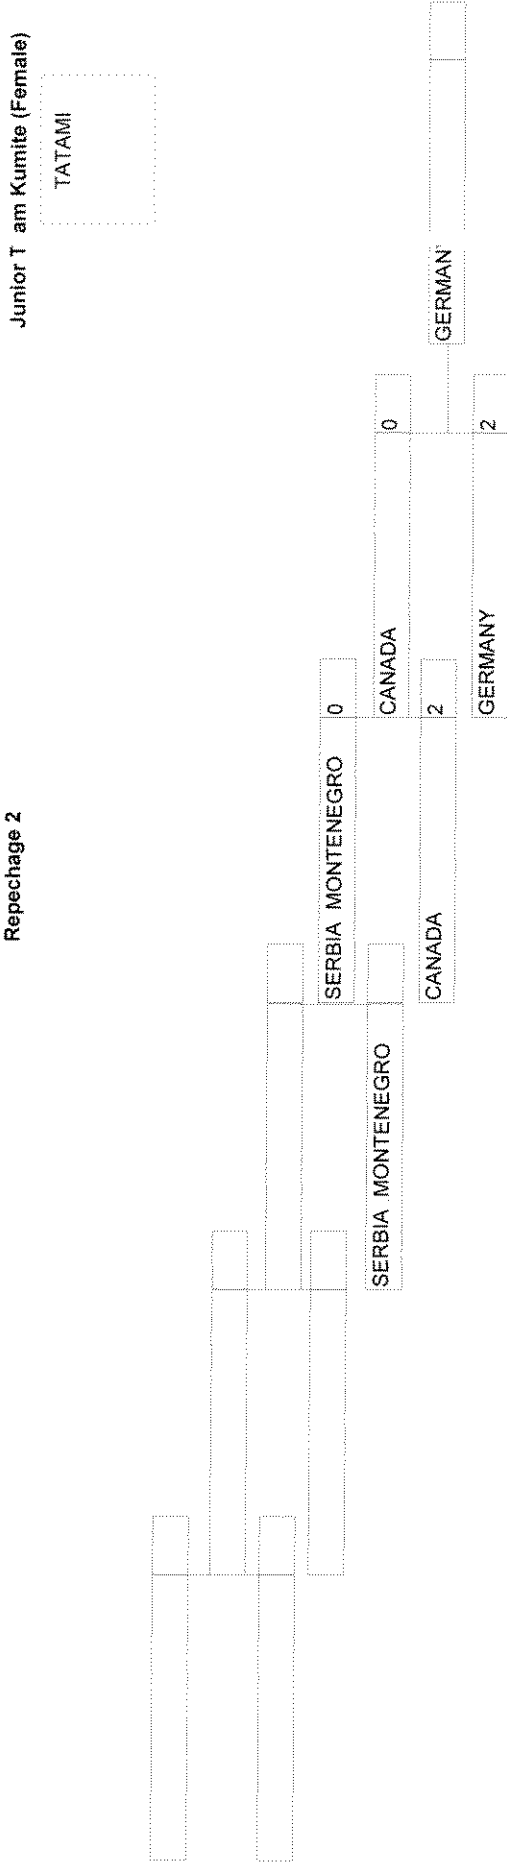 Repechage 2
Junior T am Kumite (Female)
TATAMI
SERBIA MONTENEGRO
SERBIA MONTENEGRO 0
CANADA 2
CANADA 0
GERMANY 2
GERMAN